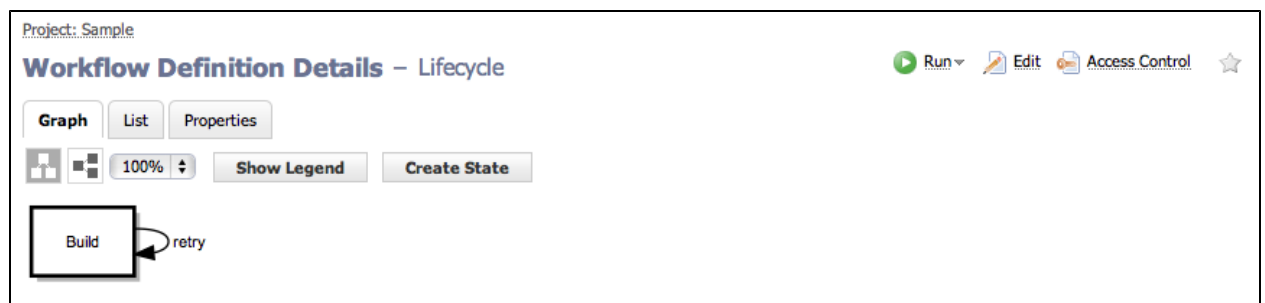 Project: Sample
Workflow Definition Details – Lifecycle
Run Edit Access Control
Graph List Properties
100% Show Legend Create State
Build retry